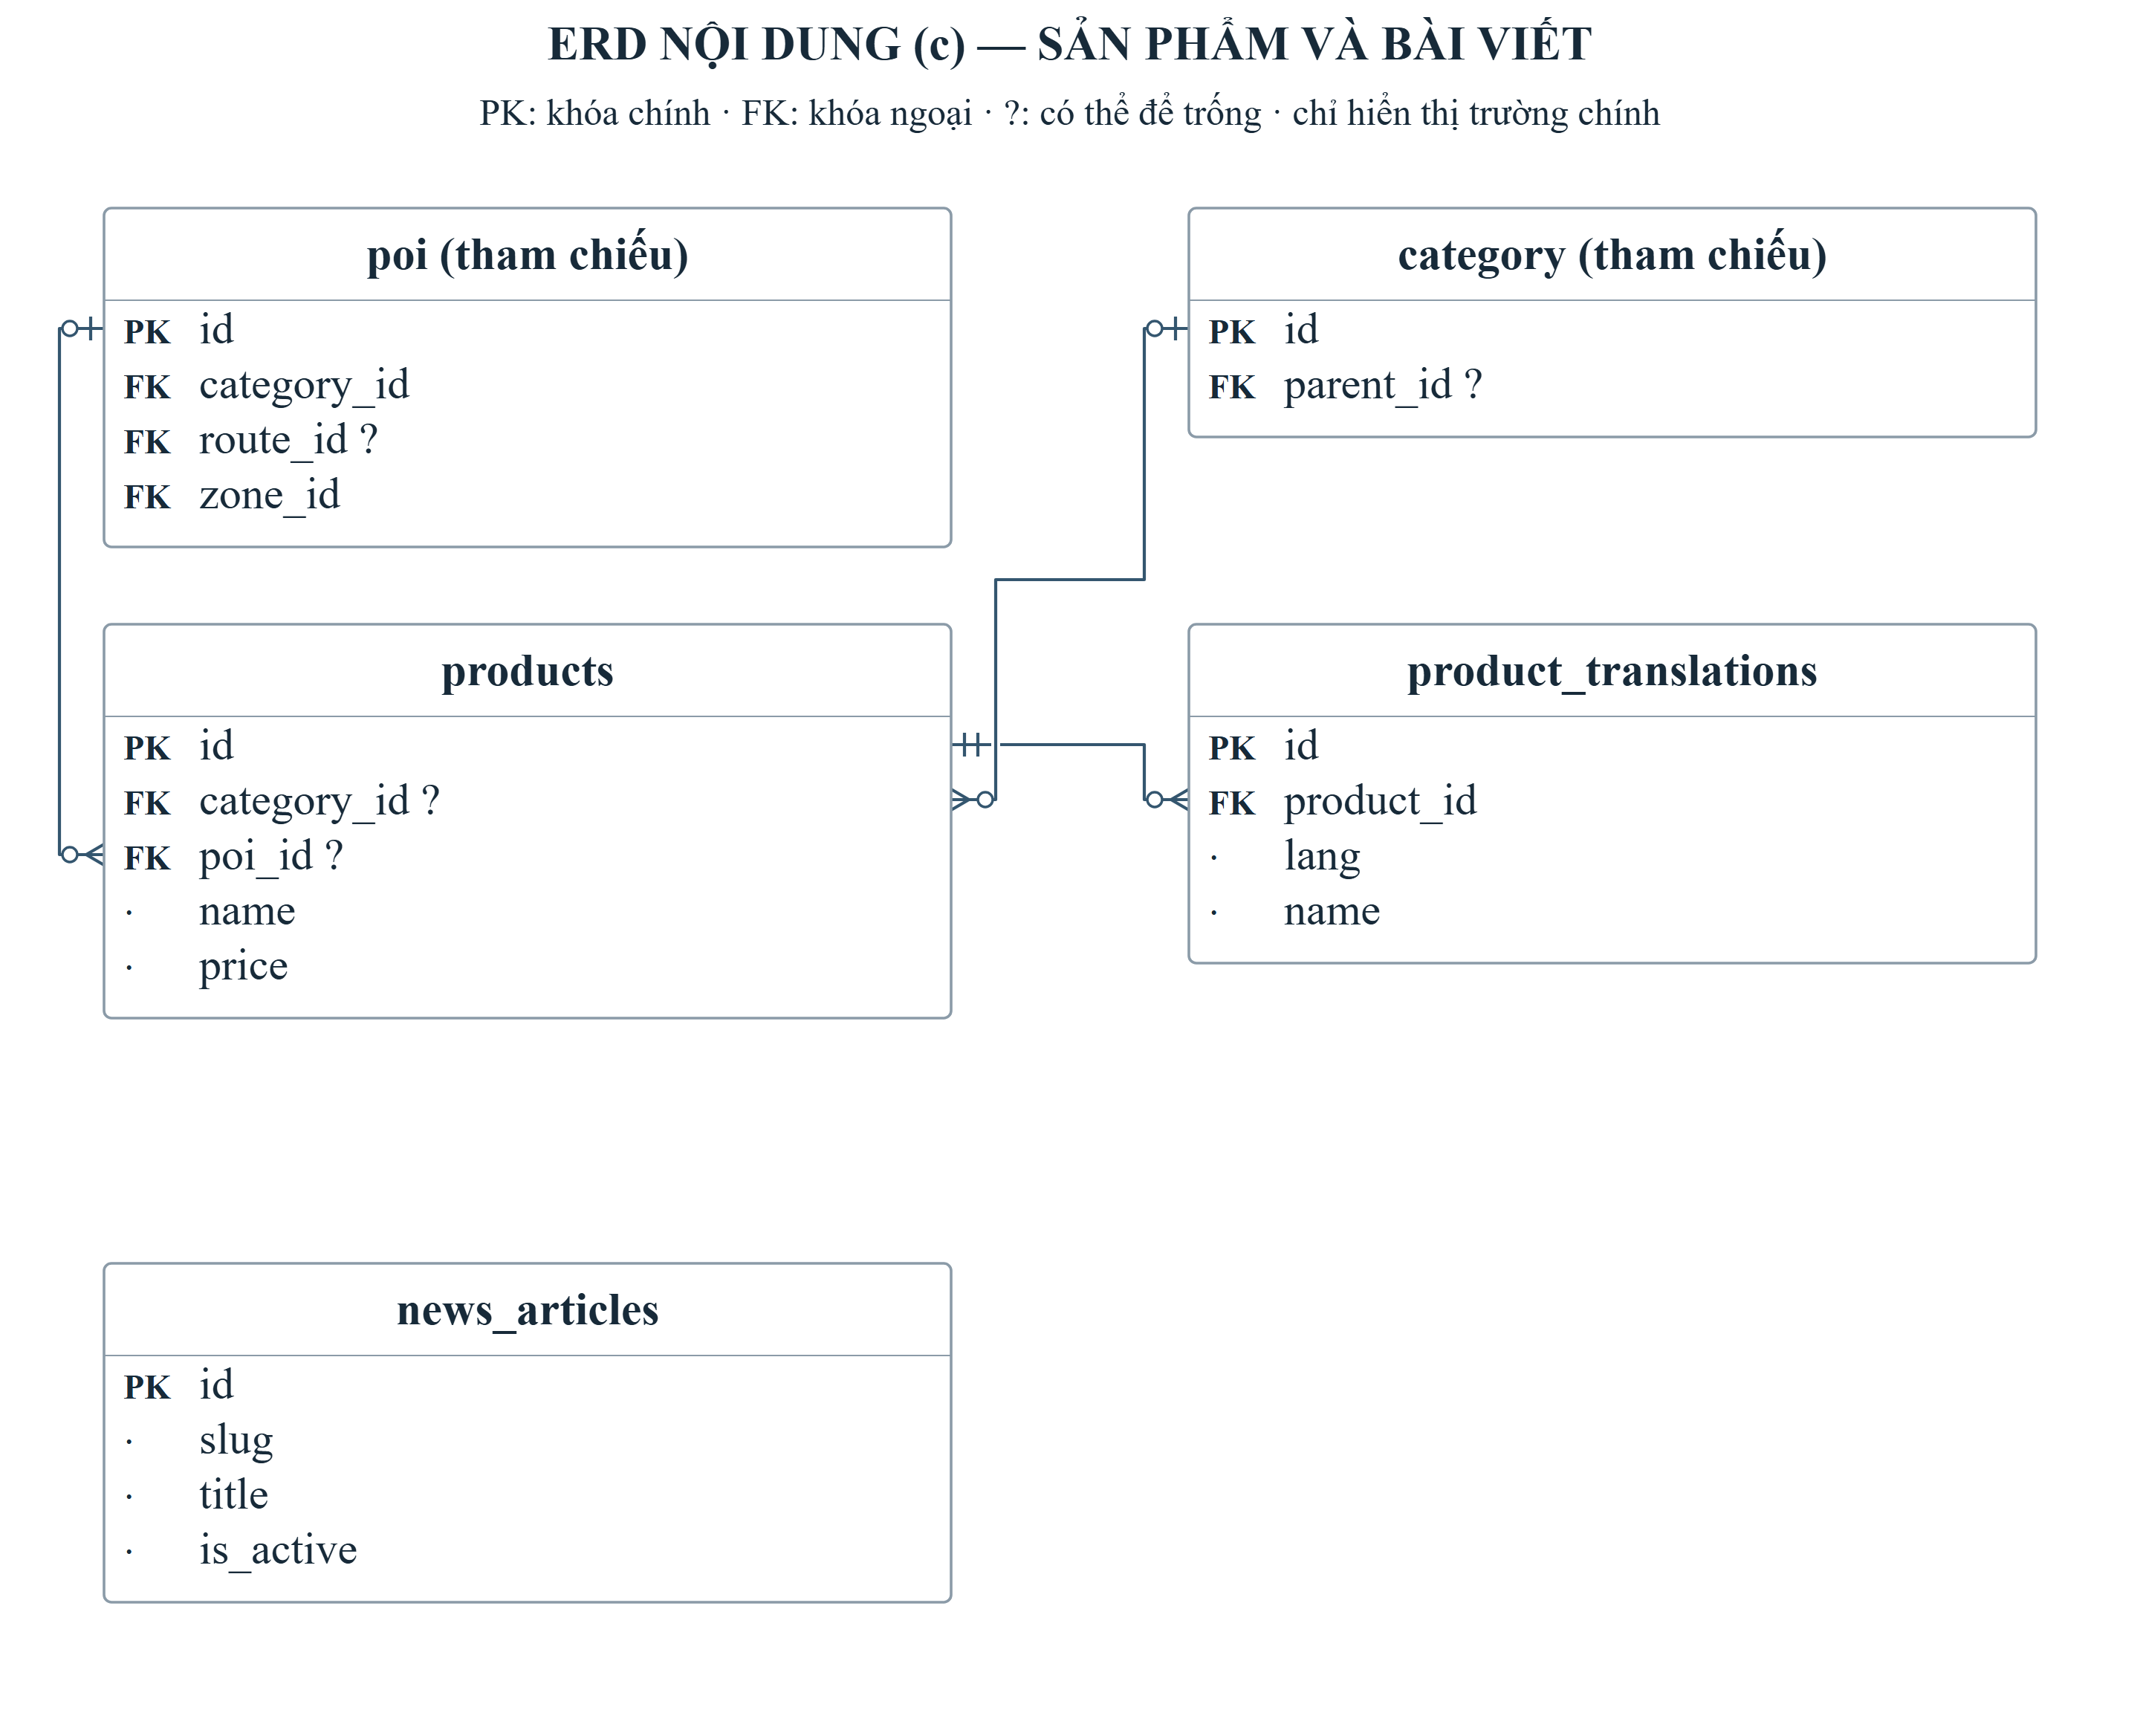 ERD NỘI DUNG (c) — SẢN PHẨM VÀ BÀI VIẾT
PK: khóa chính · FK: khóa ngoại · ?: có thể để trống · chỉ hiển thị trường chính
poi (tham chiếu)
PK id
FK category_id
FK route_id ?
FK zone_id
category (tham chiếu)
PK id
FK parent_id ?
products
PK id
FK category_id ?
FK poi_id ?
· name
· price
product_translations
PK id
FK product_id
· lang
· name
news_articles
PK id
· slug
· title
· is_active